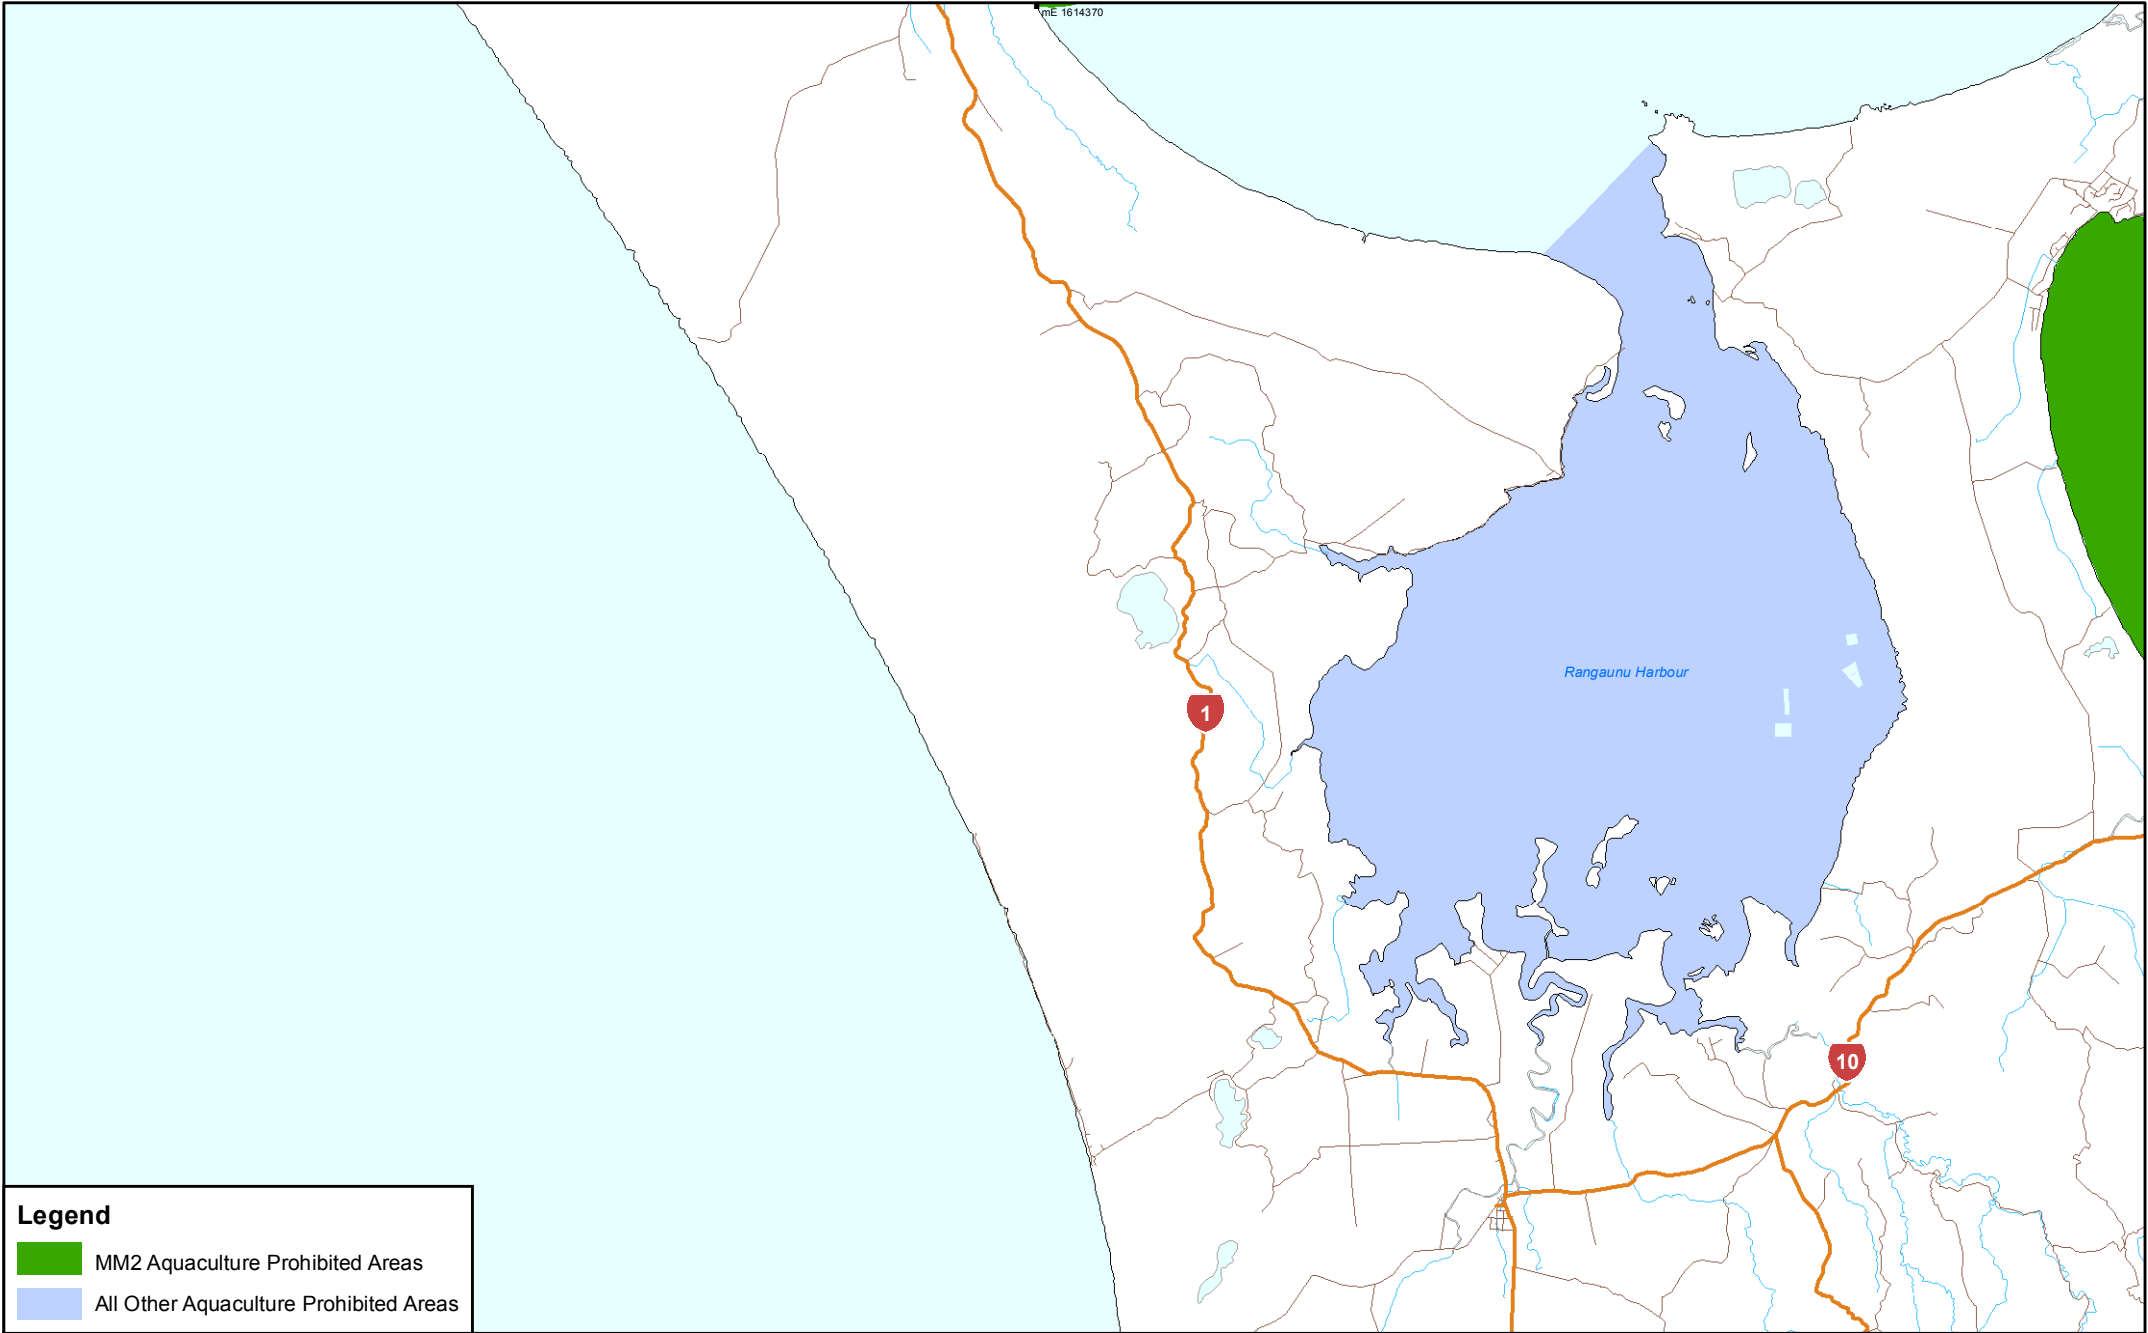 mE 1614370
Rangaunu Harbour
1
10
Legend
MM2 Aquaculture Prohibited Areas
All Other Aquaculture Prohibited Areas